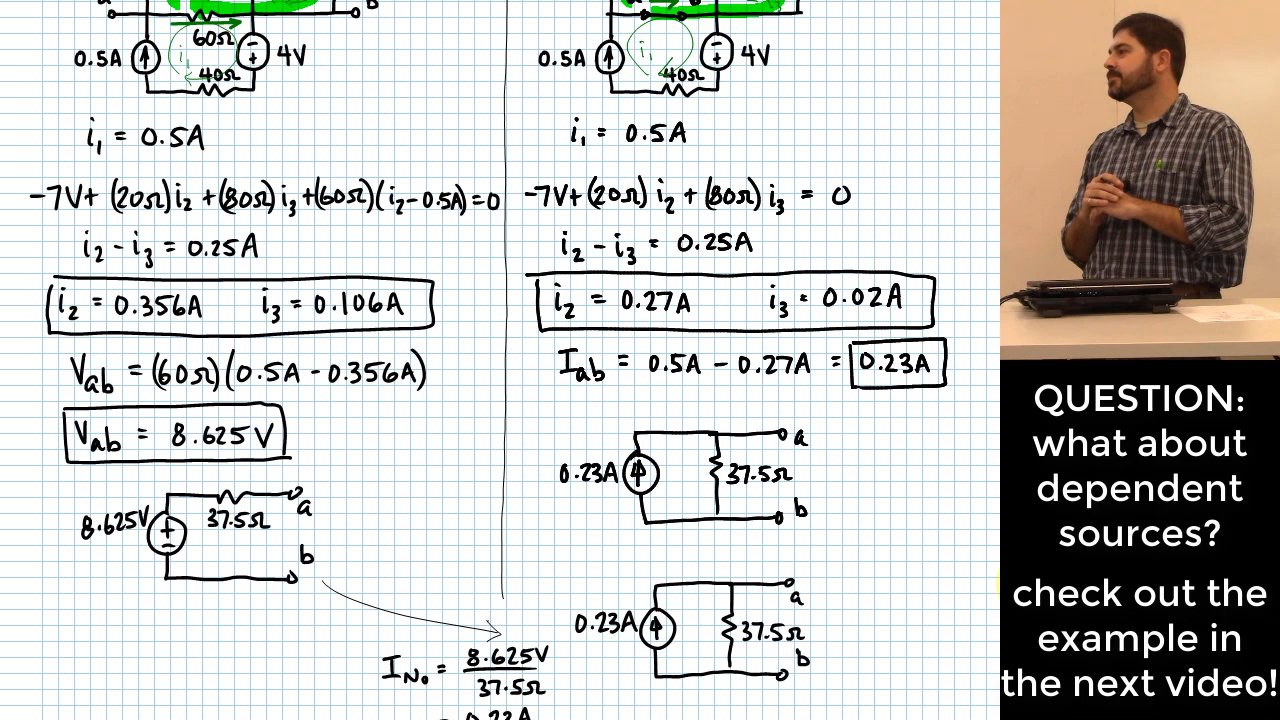 a
b
60Ω
0.5A
i₁
4V
40Ω
i₁ = 0.5A
-7V + (20Ω) i₂ + (80Ω) i₃ + (60Ω)(i₂ - 0.5A) = 0
i₂ - i₃ = 0.25A
i₂ = 0.356A i₃ = 0.106A
Vab = (60Ω)(0.5A - 0.356A)
Vab = 8.625V
8.625V
37.5Ω
a
b
0.5A
i₁
4V
40Ω
i₁ = 0.5A
-7V + (20Ω) i₂ + (80Ω) i₃ = 0
i₂ - i₃ = 0.25A
i₂ = 0.27A i₃ = 0.02A
Iab = 0.5A - 0.27A = 0.23A
0.23A
37.5Ω
a
b
0.23A
37.5Ω
a
b
I_No = 8.625V
37.5Ω
QUESTION:
what about
dependent
sources?
check out the
example in
the next video!